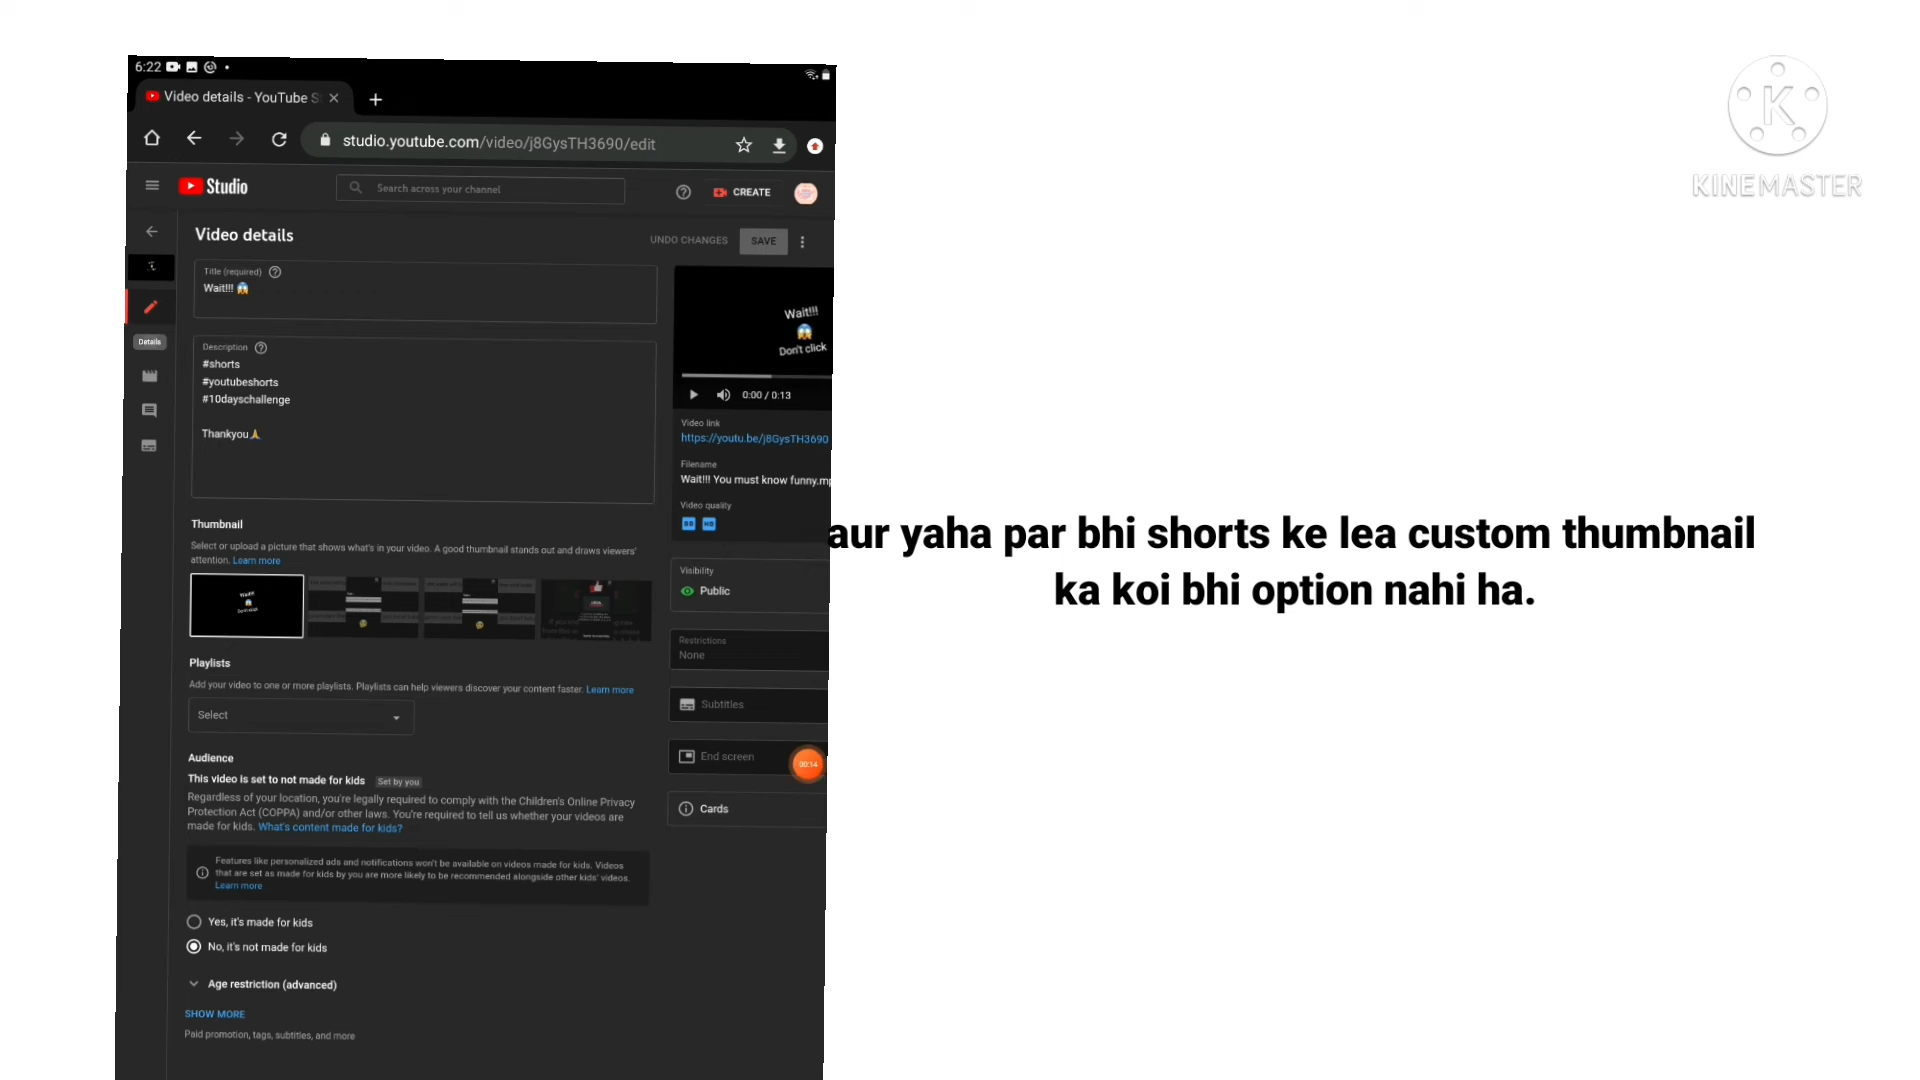 6:22
Video details - YouTube S
studio.youtube.com/video/j8GysTH3690/edit
Studio
Search across your channel
CREATE
Video details
UNDO CHANGES
SAVE
Title (required)
Wait!!! 😱
Description
#shorts
#youtubeshorts
#10dayschallenge
Thankyou🙏
Details
Wait!!!
😱
Don't click
0:00 / 0:13
Video link
https://youtu.be/j8GysTH3690
Filename
Wait!!! You must know funny.mp
Video quality
SD HD
Thumbnail
Select or upload a picture that shows what's in your video. A good thumbnail stands out and draws viewers'
attention. Learn more
Wait!!!
Don't click
Visibility
Public
Restrictions
None
Subtitles
End screen
00:14
Cards
Playlists
Add your video to one or more playlists. Playlists can help viewers discover your content faster. Learn more
Select
Audience
This video is set to not made for kids Set by you
Regardless of your location, you're legally required to comply with the Children's Online Privacy
Protection Act (COPPA) and/or other laws. You're required to tell us whether your videos are
made for kids. What's content made for kids?
Features like personalized ads and notifications won't be available on videos made for kids. Videos
that are set as made for kids by you are more likely to be recommended alongside other kids' videos.
Learn more
Yes, it's made for kids
No, it's not made for kids
Age restriction (advanced)
SHOW MORE
Paid promotion, tags, subtitles, and more
aur yaha par bhi shorts ke lea custom thumbnail
ka koi bhi option nahi ha.
K
KINEMASTER